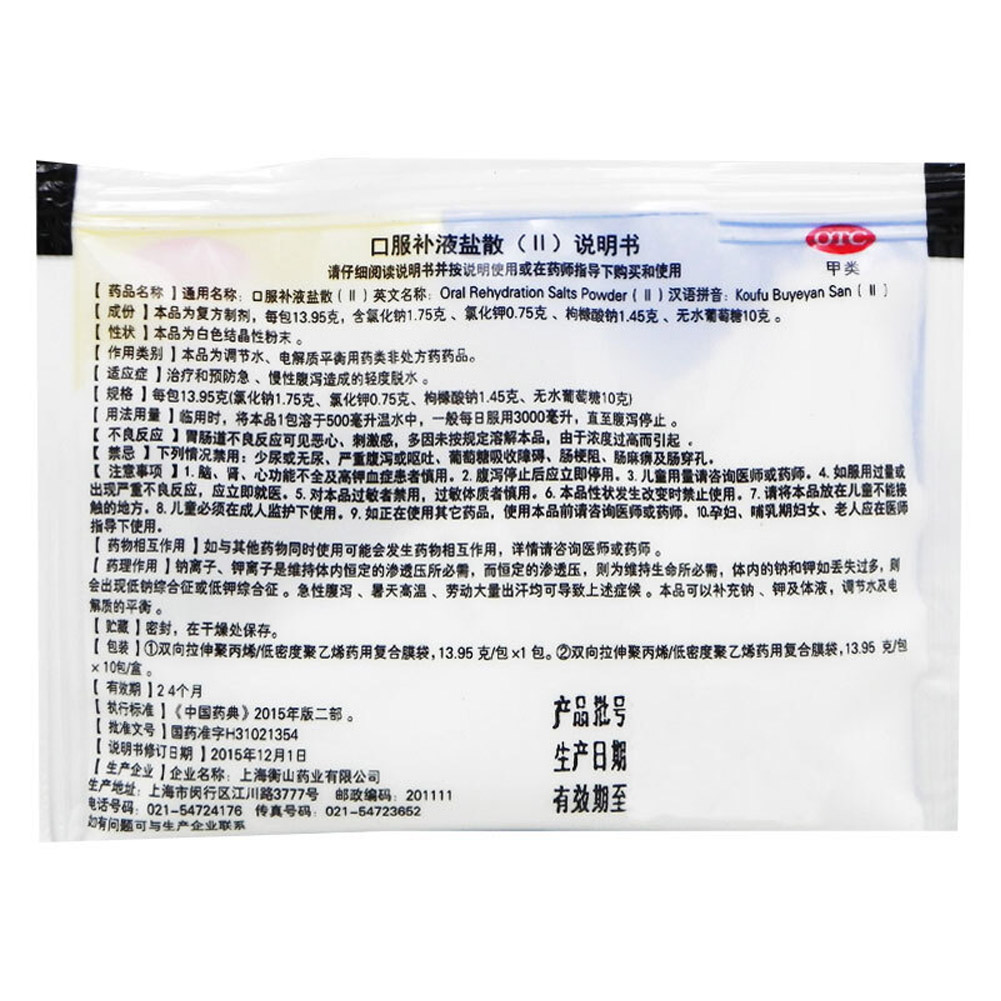 口服补液盐散（II）说明书
OTC
请仔细阅读说明书并按说明使用或在药师指导下购买和使用
甲类
【药品名称】通用名称：口服补液盐散（II）英文名称：Oral Rehydration Salts Powder（II）汉语拼音：Koufu Buyeyan San（II）
【成份】本品为复方制剂，每包13.95克，含氯化钠1.75克、氯化钾0.75克、枸橼酸钠1.45克、无水葡萄糖10克。
【性状】本品为白色结晶性粉末。
【作用类别】本品为调节水、电解质平衡用药类非处方药药品。
【适应症】治疗和预防急、慢性腹泻造成的轻度脱水。
【规格】每包13.95克(氯化钠1.75克、氯化钾0.75克、枸橼酸钠1.45克、无水葡萄糖10克)
【用法用量】临用时，将本品1包溶于500毫升温水中，一般每日服用3000毫升，直至腹泻停止。
【不良反应】胃肠道不良反应可见恶心、刺激感，多因未按规定溶解本品，由于浓度过高而引起。
【禁忌】下列情况禁用：少尿或无尿、严重腹泻或呕吐、葡萄糖吸收障碍、肠梗阻、肠麻痹及肠穿孔。
【注意事项】1.脑、肾、心功能不全及高钾血症患者慎用。2.腹泻停止后应立即停用。3.儿童用量请咨询医师或药师。4.如服用过量或
出现严重不良反应，应立即就医。5.对本品过敏者禁用，过敏体质者慎用。6.本品性状发生改变时禁止使用。7.请将本品放在儿童不能接
触的地方。8.儿童必须在成人监护下使用。9.如正在使用其它药品，使用本品前请咨询医师或药师。10.孕妇、哺乳期妇女、老人应在医师
指导下使用。
【药物相互作用】如与其他药物同时使用可能会发生药物相互作用，详情请咨询医师或药师。
【药理作用】钠离子、钾离子是维持体内恒定的渗透压所必需，而恒定的渗透压，则为维持生命所必需，体内的钠和钾如丢失过多，则
会出现低钠综合征或低钾综合征。急性腹泻、暑天高温、劳动大量出汗均可导致上述症候。本品可以补充钠、钾及体液，调节水及电
解质的平衡。
【贮藏】密封，在干燥处保存。
【包装】①双向拉伸聚丙烯/低密度聚乙烯药用复合膜袋，13.95 克/包×1包。②双向拉伸聚丙烯/低密度聚乙烯药用复合膜袋，13.95 克/包
×10包/盒。
【有效期】24个月
【执行标准】《中国药典》2015年版二部。
【批准文号】国药准字H31021354
【说明书修订日期】2015年12月1日
【生产企业】企业名称：上海衡山药业有限公司
生产地址：上海市闵行区江川路3777号 邮政编码：201111
电话号码：021-54724176 传真号码：021-54723652
如有问题可与生产企业联系
产品批号
生产日期
有效期至